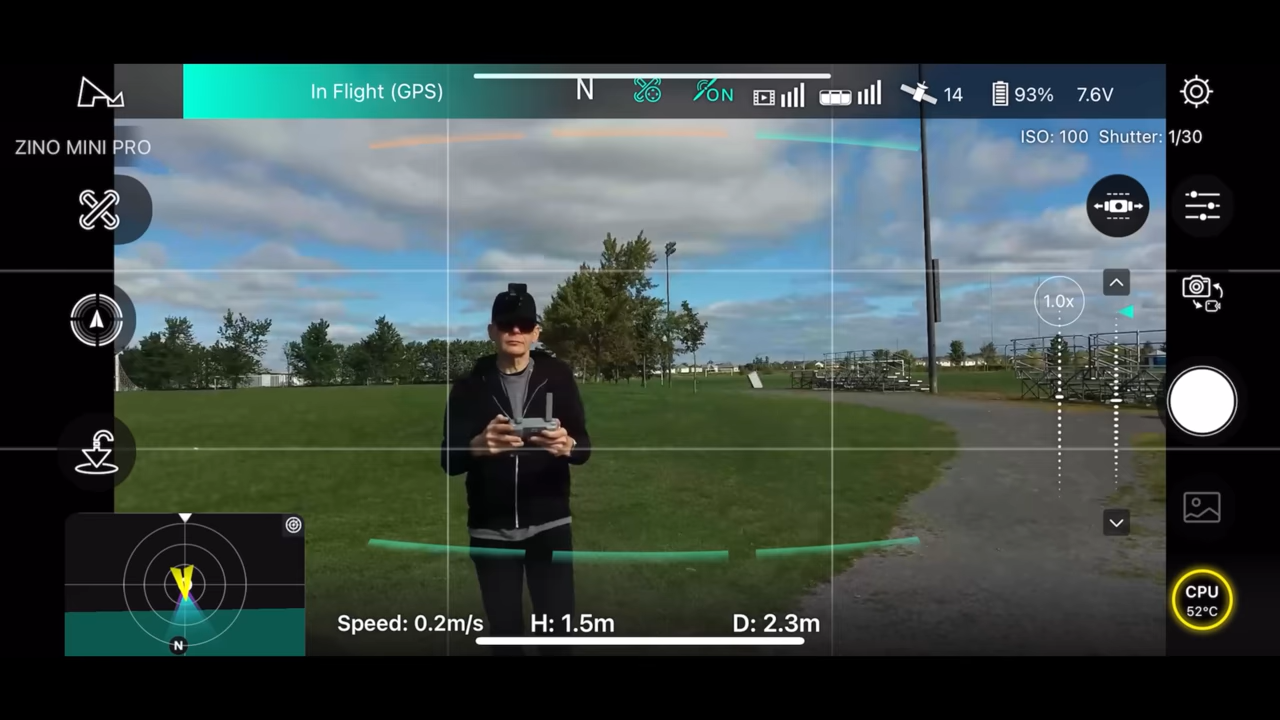 In Flight (GPS) N ON 14 93% 7.6V
ISO: 100 Shutter: 1/30
ZINO MINI PRO
1.0x
N
Speed: 0.2m/s H: 1.5m D: 2.3m
CPU
52°C